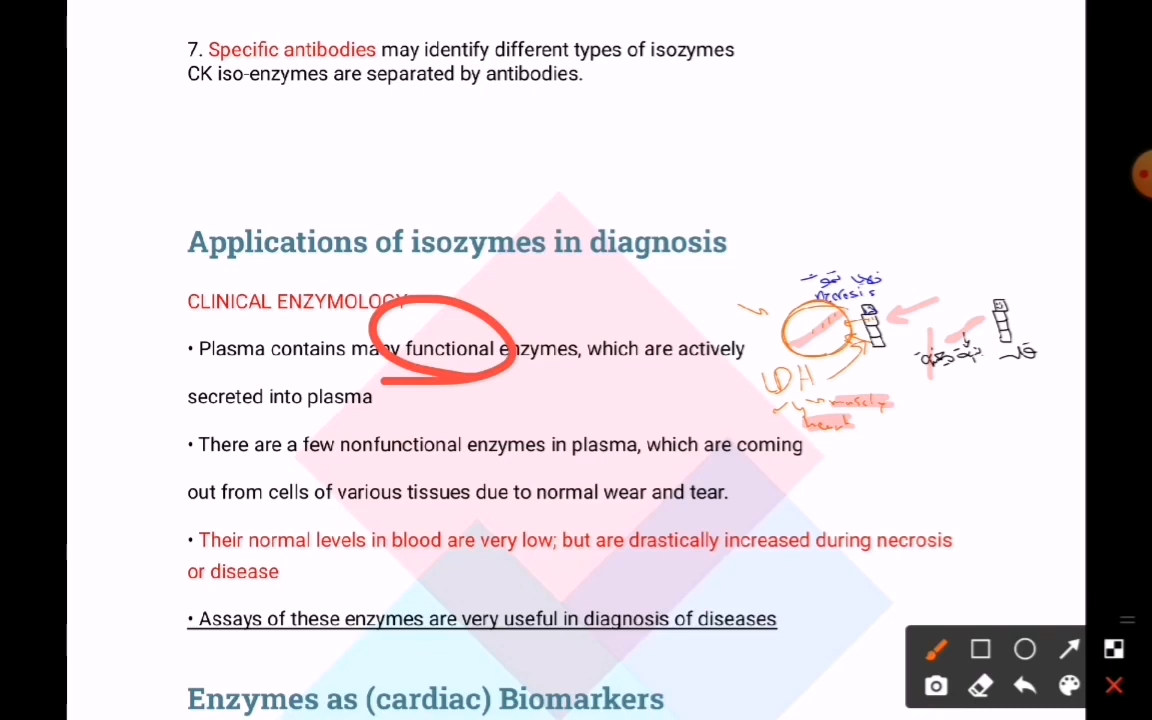 7. Specific antibodies may identify different types of isozymes
CK iso-enzymes are separated by antibodies.
Applications of isozymes in diagnosis
CLINICAL ENZYMOLOGY
• Plasma contains many functional enzymes, which are actively
secreted into plasma
• There are a few nonfunctional enzymes in plasma, which are coming
out from cells of various tissues due to normal wear and tear.
• Their normal levels in blood are very low; but are drastically increased during necrosis
or disease
• Assays of these enzymes are very useful in diagnosis of diseases
Enzymes as (cardiac) Biomarkers
necrosis
LDH
heart